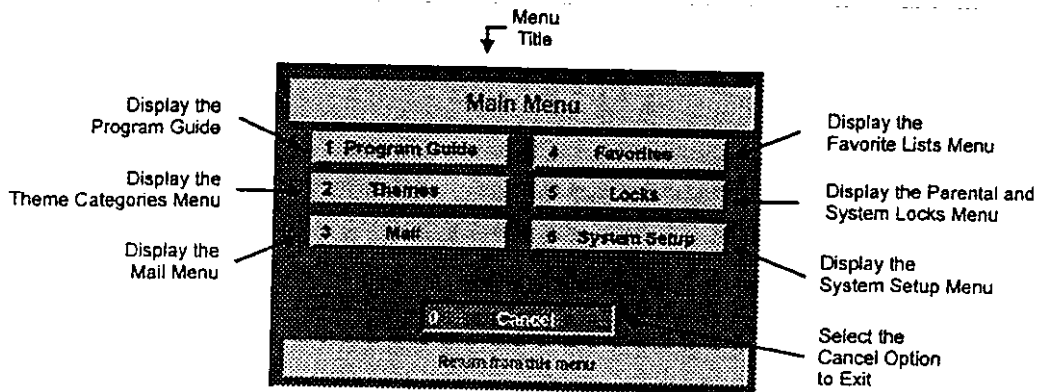 Menu
Title
Main Menu
Display the
Program Guide
1 Program Guide
4 Favorites
Display the
Favorite Lists Menu
Display the
Theme Categories Menu
2 Themes
5 Locks
Display the Parental and
System Locks Menu
Display the
Mail Menu
3 Mail
6 System Setup
Display the
System Setup Menu
0 Cancel
Select the
Cancel Option
to Exit
Return from this menu